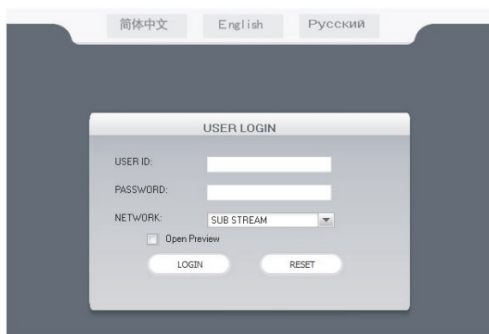 简体中文 English Русский
USER LOGIN
USER ID:
PASSWORD:
NETWORK: SUB STREAM
Open Preview
LOGIN RESET